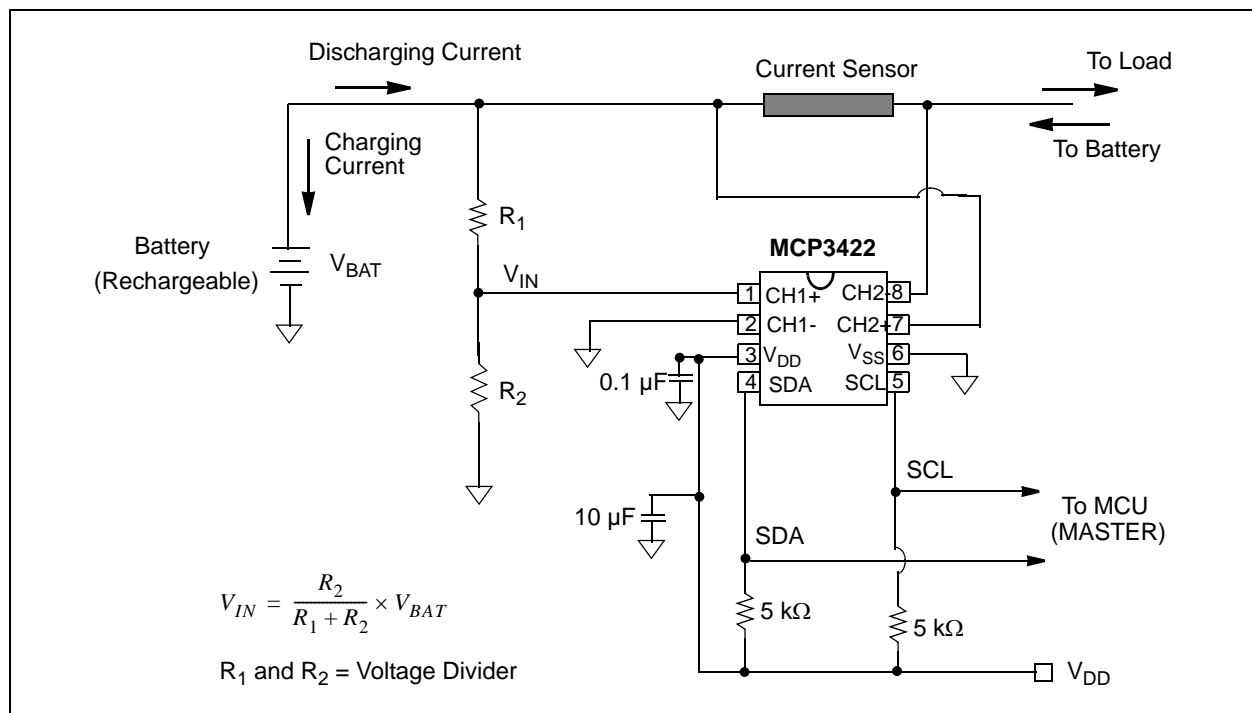 Discharging Current
Current Sensor
To Load
To Battery
Charging
Current
R1
Battery
(Rechargeable)
VBAT
VIN
MCP3422
1 CH1+ CH2- 8
2 CH1- CH2+ 7
3 VDD VSS 6
4 SDA SCL 5
0.1 µF
R2
SCL
10 µF
To MCU
(MASTER)
SDA
VIN = R2 / (R1 + R2) × VBAT
5 kΩ
5 kΩ
R1 and R2 = Voltage Divider
VDD